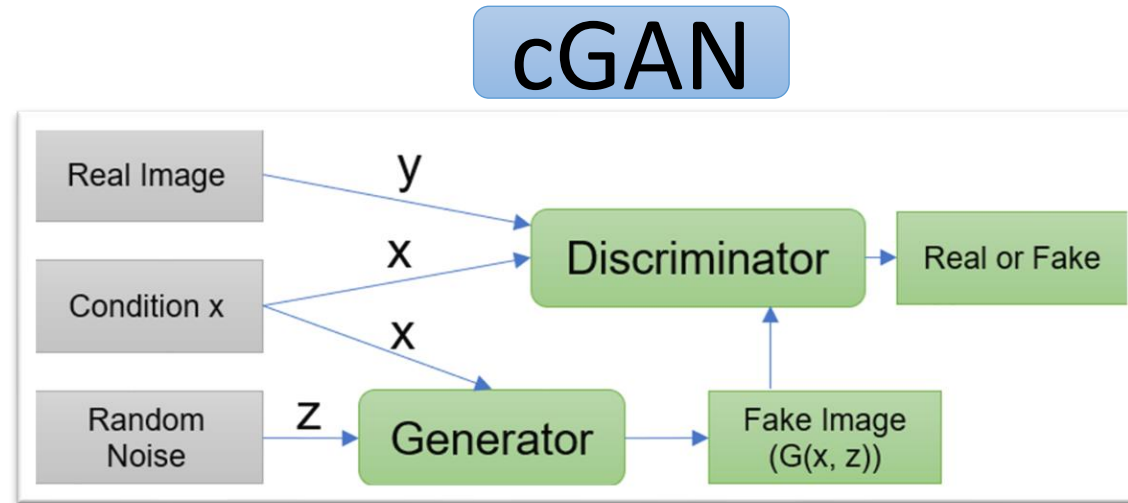 cGAN
Real Image
y
Condition x
x
x
Discriminator
Real or Fake
Random
Noise
z
Generator
Fake Image
(G(x, z))